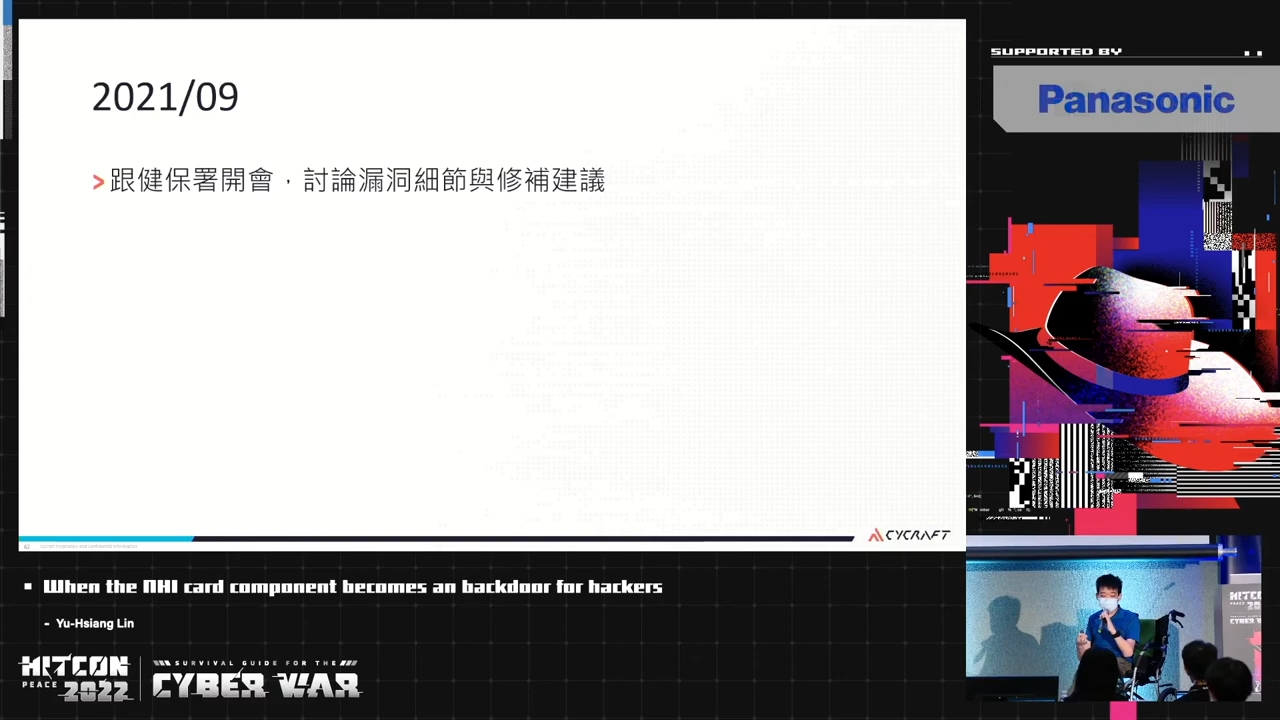 2021/09
> 跟健保署開會，討論漏洞細節與修補建議
62
CYCRAFT
SUPPORTED BY
Panasonic
When the NHI card component becomes an backdoor for hackers
- Yu-Hsiang Lin
HITCON
PEACE 2022
SURVIVAL GUIDE FOR THE
CYBER WAR